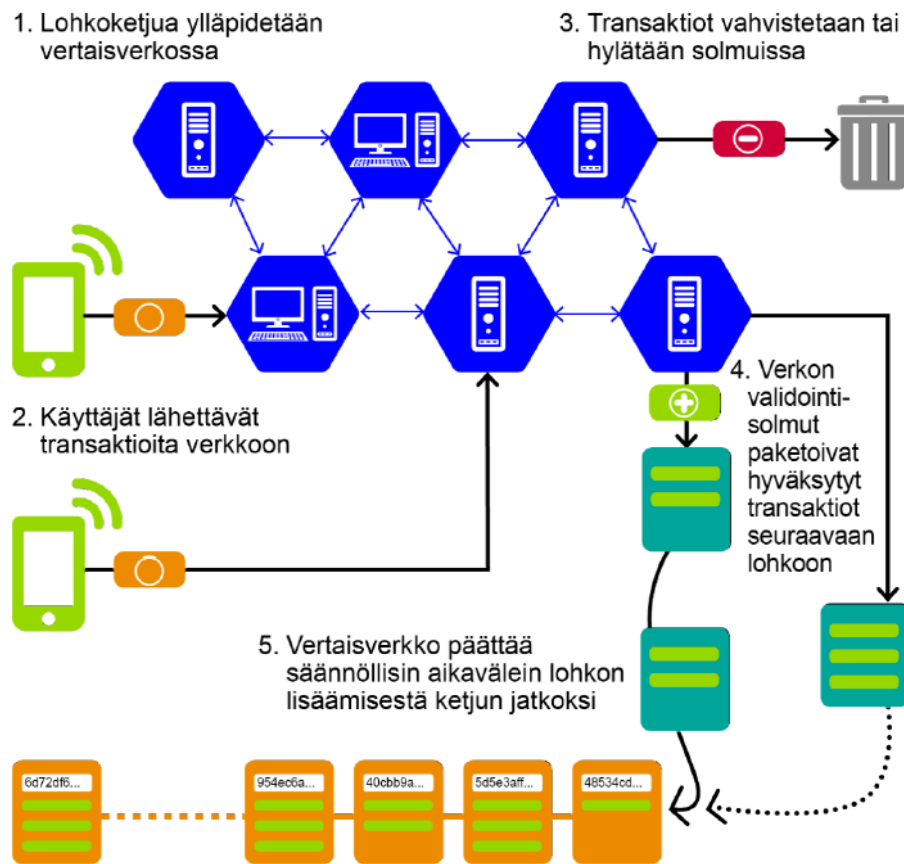 1. Lohkoketjua ylläpidetään
vertaisverkossa
3. Transaktiot vahvistetaan tai
hylätään solmuissa
2. Käyttäjät lähettävät
transaktioita verkkoon
4. Verkon
validointi-
solmut
paketoivat
hyväksytyt
transaktiot
seuraavaan
lohkoon
5. Vertaisverkko päättää
säännöllisin aikavälein lohkon
lisäämisestä ketjun jatkoksi
6d72df6...
954ec6a...
40cbb9a...
5d5e3aff...
48534cd...